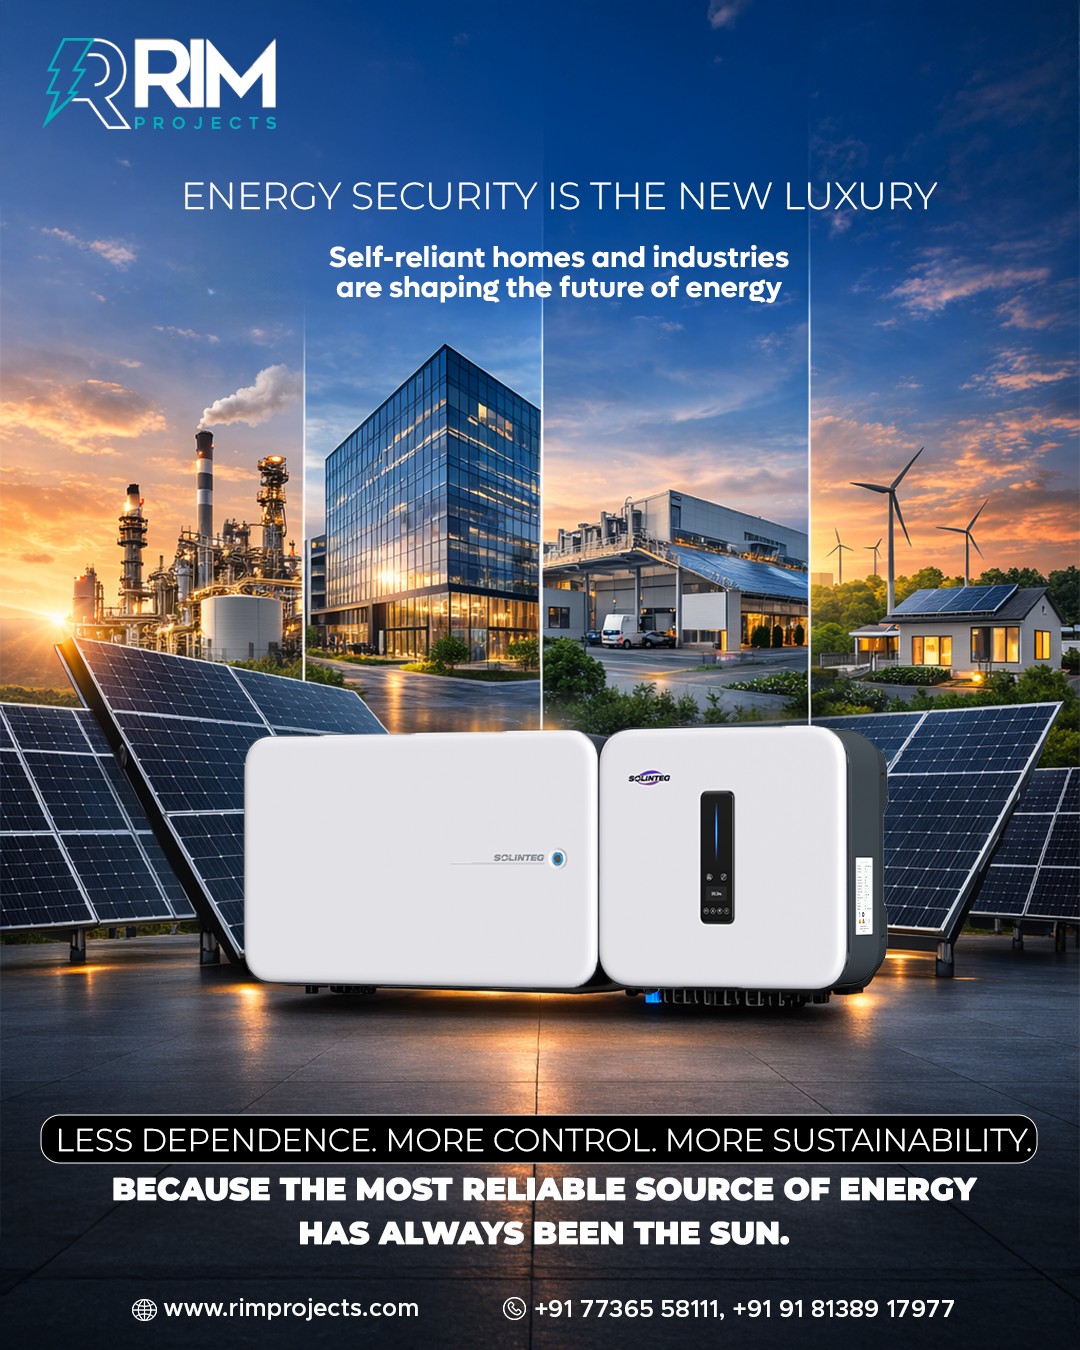 RIM
PROJECTS
ENERGY SECURITY IS THE NEW LUXURY
Self-reliant homes and industries
are shaping the future of energy
SOLINTEG
SOLINTEG
LESS DEPENDENCE. MORE CONTROL. MORE SUSTAINABILITY.
BECAUSE THE MOST RELIABLE SOURCE OF ENERGY
HAS ALWAYS BEEN THE SUN.
www.rimprojects.com
+91 77365 58111, +91 91 81389 17977